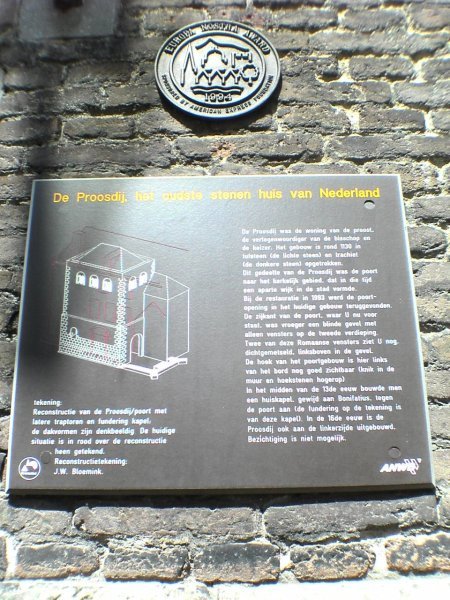 EUROPA NOSTRA AWARD
1994
SPONSORED BY AMERICAN EXPRESS FOUNDATION
De Proosdij, het oudste stenen huis van Nederland
De Proosdij was de woning van de proost,
de vertegenwoordiger van de bisschop en
de keizer. Het gebouw is rond 1130 in
tufsteen (de lichte steen) en trachiet
(de donkere steen) opgetrokken.
Dit gedeelte van de Proosdij was de poort
naar het kerkelijk gebied, dat in die tijd
een aparte wijk in de stad vormde.
Bij de restauratie in 1993 werd de poort-
opening in het huidige gebouw teruggevonden.
De zijkant van de poort, waar U nu voor
staat, was vroeger een blinde gevel met
alleen vensters op de tweede verdieping.
Twee van deze Romaanse vensters ziet U nog,
dichtgemetseld, linksboven in de gevel.
De hoek van het poortgebouw is hier links
van het bord nog goed zichtbaar (knik in de
muur en hoekstenen hogerop)
In het midden van de 13de eeuw bouwde men
een huiskapel, gewijd aan Bonifatius, tegen
de poort aan (de fundering op de tekening is
van deze kapel). In de 16de eeuw is de
Proosdij ook aan de linkerzijde uitgebouwd.
Bezichtiging is niet mogelijk.
tekening:
Reconstructie van de Proosdij/poort met
latere traptoren en fundering kapel;
de dakvormen zijn denkbeeldig. De huidige
situatie is in rood over de reconstructie
heen getekend.
Reconstructietekening:
J.W. Bloemink.
ANWB